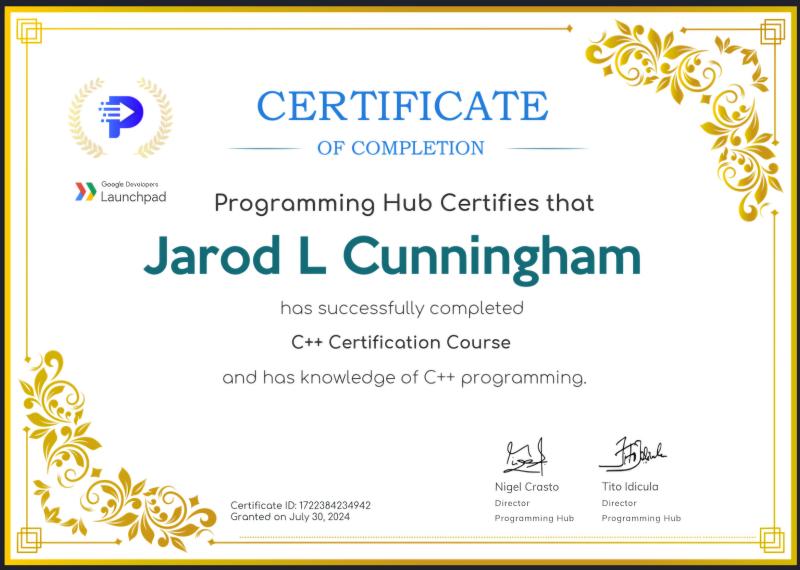 CERTIFICATE
OF COMPLETION
Google Developers
Launchpad
Programming Hub Certifies that
Jarod L Cunningham
has successfully completed
C++ Certification Course
and has knowledge of C++ programming.
Nigel Crasto
Director
Programming Hub
Tito Idicula
Director
Programming Hub
Certificate ID: 1722384234942
Granted on July 30, 2024